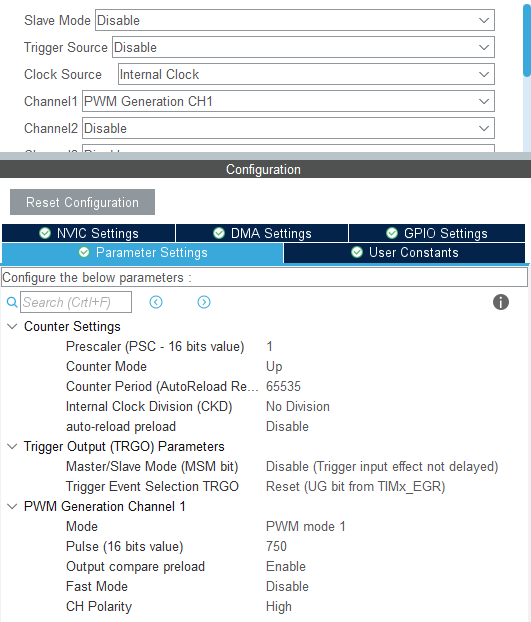 Slave Mode Disable
Trigger Source Disable
Clock Source Internal Clock
Channel1 PWM Generation CH1
Channel2 Disable
Configuration
Reset Configuration
NVIC Settings DMA Settings GPIO Settings
Parameter Settings User Constants
Configure the below parameters :
Search (Crtl+F)
Counter Settings
Prescaler (PSC - 16 bits value) 1
Counter Mode Up
Counter Period (AutoReload Re... 65535
Internal Clock Division (CKD) No Division
auto-reload preload Disable
Trigger Output (TRGO) Parameters
Master/Slave Mode (MSM bit) Disable (Trigger input effect not delayed)
Trigger Event Selection TRGO Reset (UG bit from TIMx_EGR)
PWM Generation Channel 1
Mode PWM mode 1
Pulse (16 bits value) 750
Output compare preload Enable
Fast Mode Disable
CH Polarity High